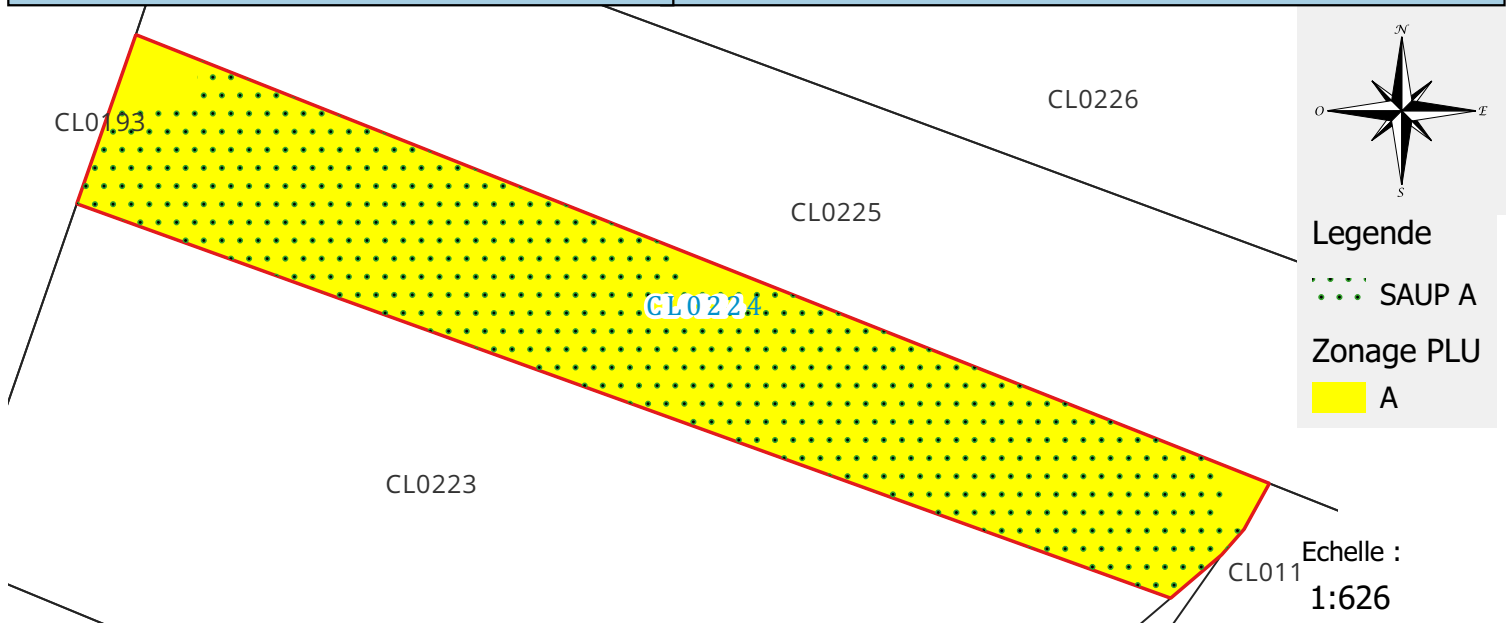 N
O
E
S
CL0226
CL0193
CL0225
Legende
SAUP A
CL0224
Zonage PLU
A
CL0223
Echelle :
CL011
1:626